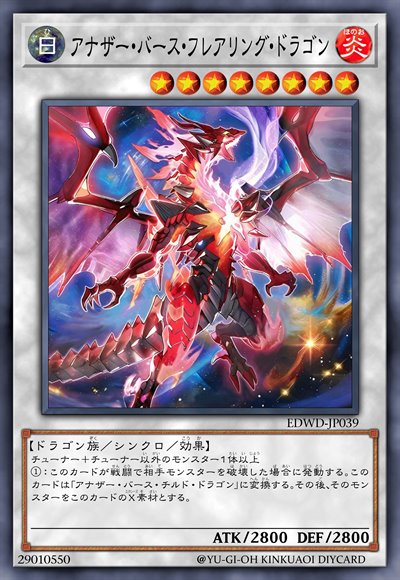 日 アナザー・バース・フレアリング・ドラゴン 炎
EDWD-JP039
【ドラゴン族／シンクロ／効果】
チューナー＋チューナー以外のモンスター1体以上
①：このカードが戦闘で相手モンスターを破壊した場合に発動する。このカードは「アナザー・バース・チルド・ドラゴン」に変換する。その後、そのモンスターをこのカードのX素材とする。
ATK/2800 DEF/2800
29010550 @YU-GI-OH KINKUAOI DIYCARD